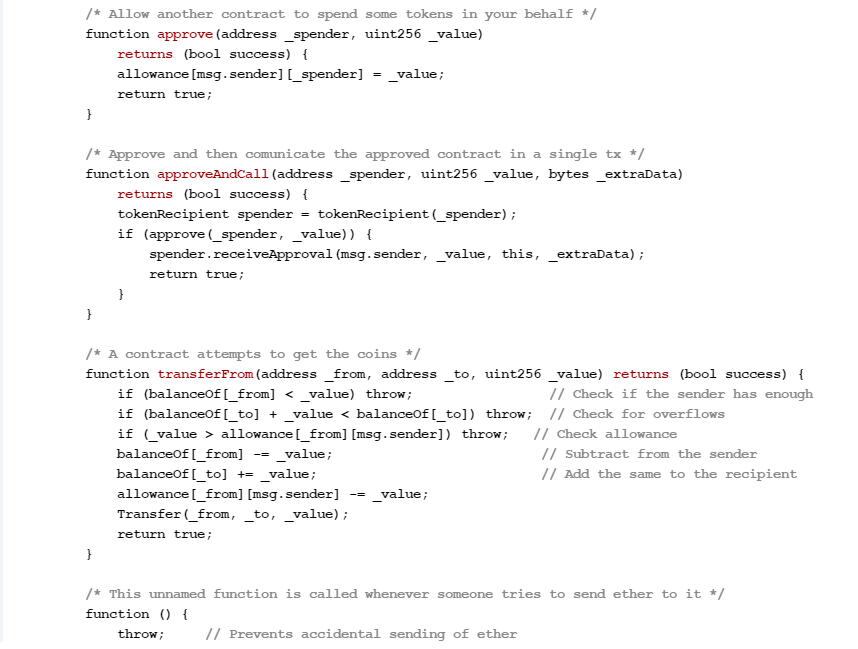 /* Allow another contract to spend some tokens in your behalf */
function approve(address _spender, uint256 _value)
returns (bool success) {
allowance[msg.sender][_spender] = _value;
return true;
}
/* Approve and then comunicate the approved contract in a single tx */
function approveAndCall(address _spender, uint256 _value, bytes _extraData)
returns (bool success) {
tokenRecipient spender = tokenRecipient(_spender);
if (approve(_spender, _value)) {
spender.receiveApproval(msg.sender, _value, this, _extraData);
return true;
}
}
/* A contract attempts to get the coins */
function transferFrom(address _from, address _to, uint256 _value) returns (bool success) {
if (balanceOf[_from] < _value) throw; // Check if the sender has enough
if (balanceOf[_to] + _value < balanceOf[_to]) throw; // Check for overflows
if (_value > allowance[_from][msg.sender]) throw; // Check allowance
balanceOf[_from] -= _value; // Subtract from the sender
balanceOf[_to] += _value; // Add the same to the recipient
allowance[_from][msg.sender] -= _value;
Transfer(_from, _to, _value);
return true;
}
/* This unnamed function is called whenever someone tries to send ether to it */
function () {
throw; // Prevents accidental sending of ether